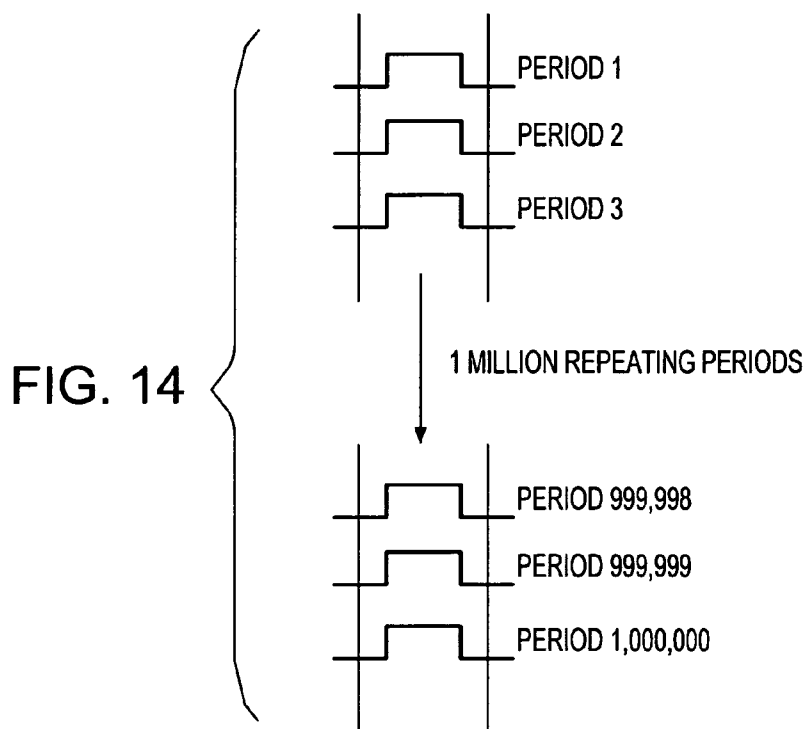 PERIOD 1
PERIOD 2
PERIOD 3
FIG. 14
1 MILLION REPEATING PERIODS
PERIOD 999,998
PERIOD 999,999
PERIOD 1,000,000